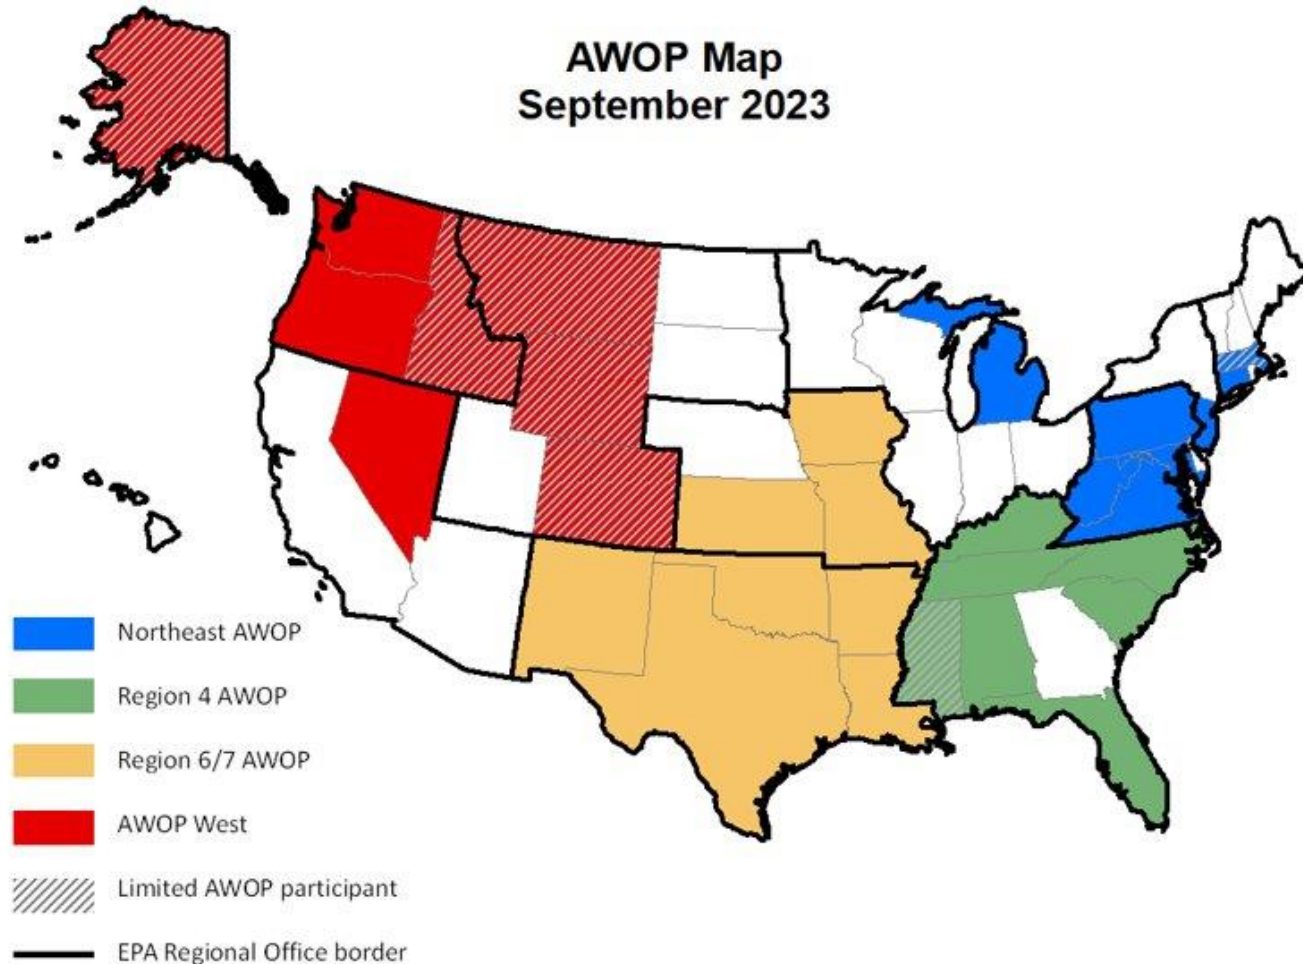 AWOP Map
September 2023
Northeast AWOP
Region 4 AWOP
Region 6/7 AWOP
AWOP West
Limited AWOP participant
EPA Regional Office border